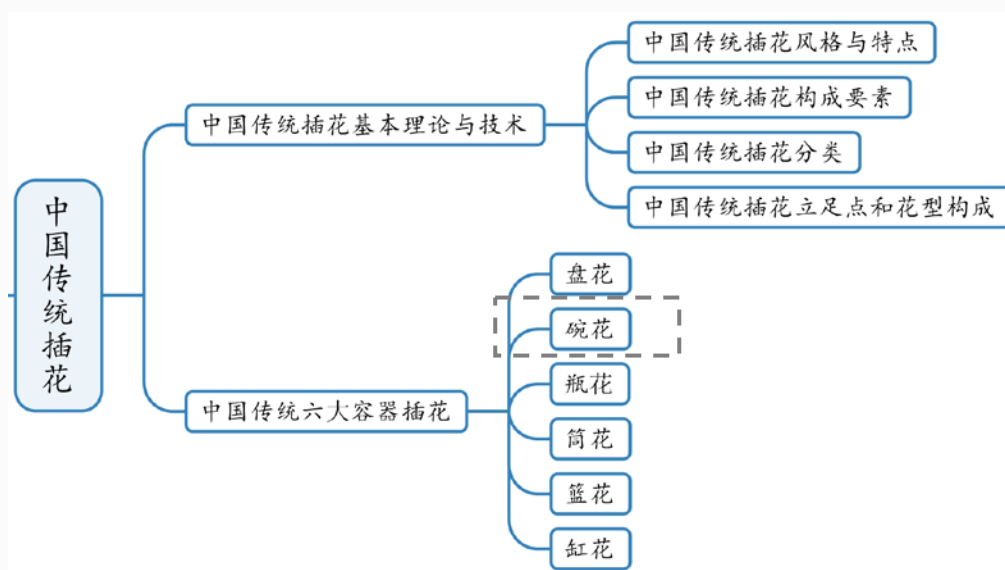 中国传统插花
中国传统插花基本理论与技术
中国传统插花风格与特点
中国传统插花构成要素
中国传统插花分类
中国传统插花立足点和花型构成
中国传统六大容器插花
盘花
碗花
瓶花
筒花
篮花
缸花